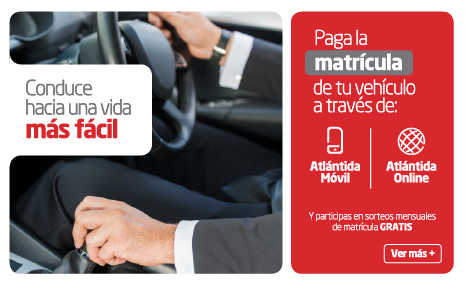 Conduce
hacia una vida
más fácil
Paga la
matrícula
de tu vehículo
a través de:
Atlántida
Móvil
Atlántida
Online
Y participas en sorteos mensuales
de matrícula GRATIS
Ver más +